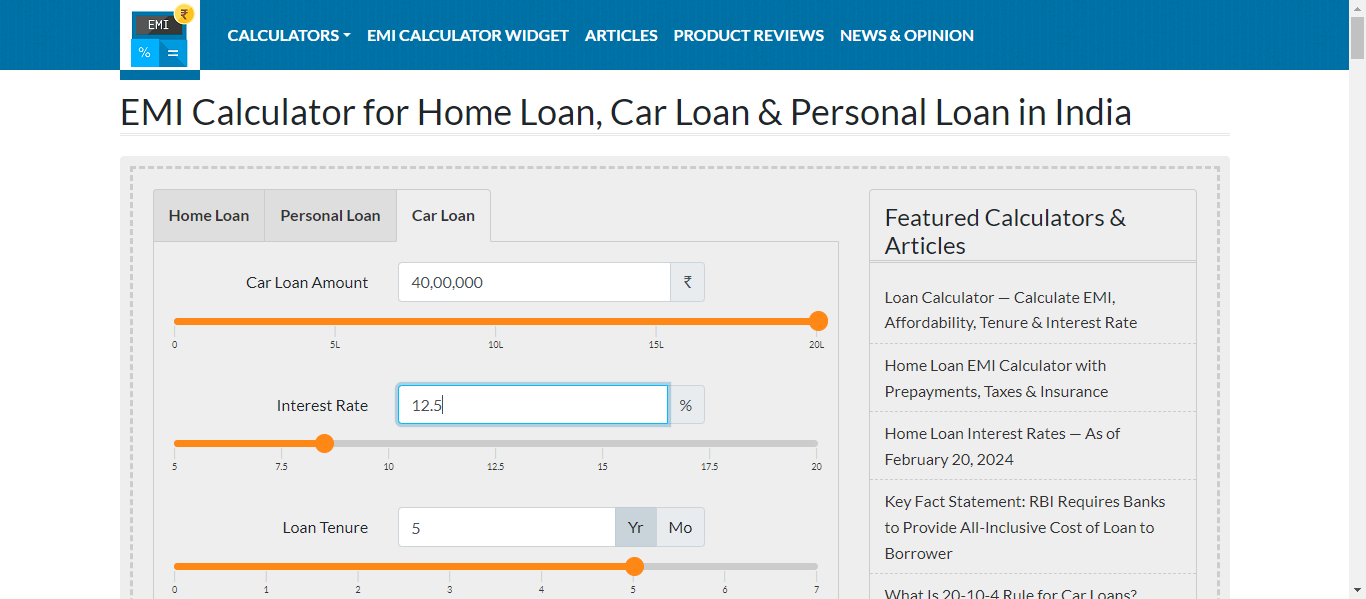 EMI
₹
%
=
CALCULATORS
EMI CALCULATOR WIDGET
ARTICLES
PRODUCT REVIEWS
NEWS & OPINION
EMI Calculator for Home Loan, Car Loan & Personal Loan in India
Home Loan
Personal Loan
Car Loan
Car Loan Amount
40,00,000
₹
0
5L
10L
15L
20L
Interest Rate
12.5
%
5
7.5
10
12.5
15
17.5
20
Loan Tenure
5
Yr
Mo
0
1
2
3
4
5
6
7
Featured Calculators &
Articles
Loan Calculator — Calculate EMI,
Affordability, Tenure & Interest Rate
Home Loan EMI Calculator with
Prepayments, Taxes & Insurance
Home Loan Interest Rates — As of
February 20, 2024
Key Fact Statement: RBI Requires Banks
to Provide All-Inclusive Cost of Loan to
Borrower
What Is 20-10-4 Rule for Car Loans?